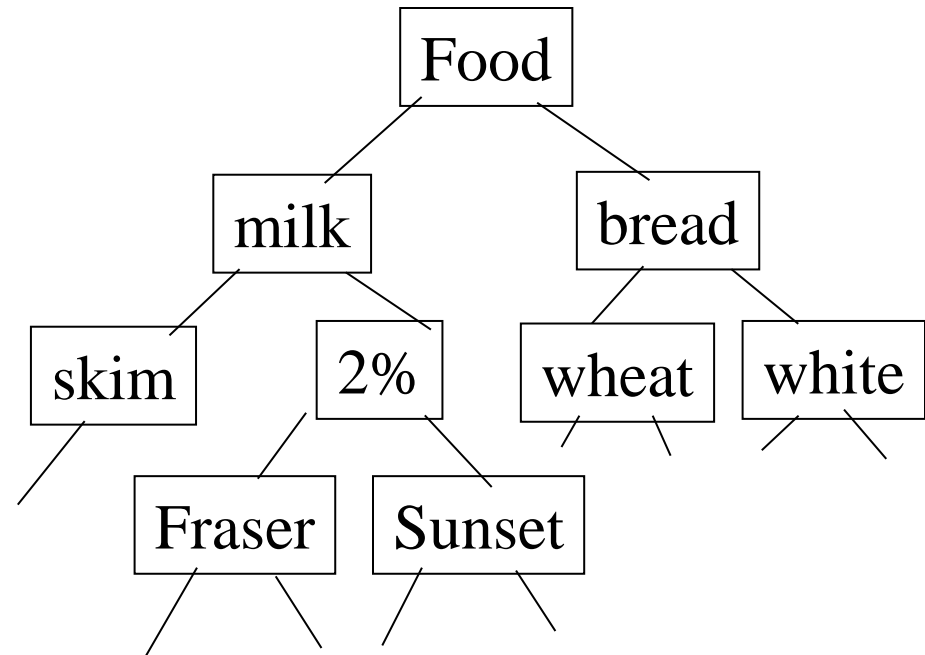 Food
milk
bread
skim
2%
wheat
white
Fraser
Sunset